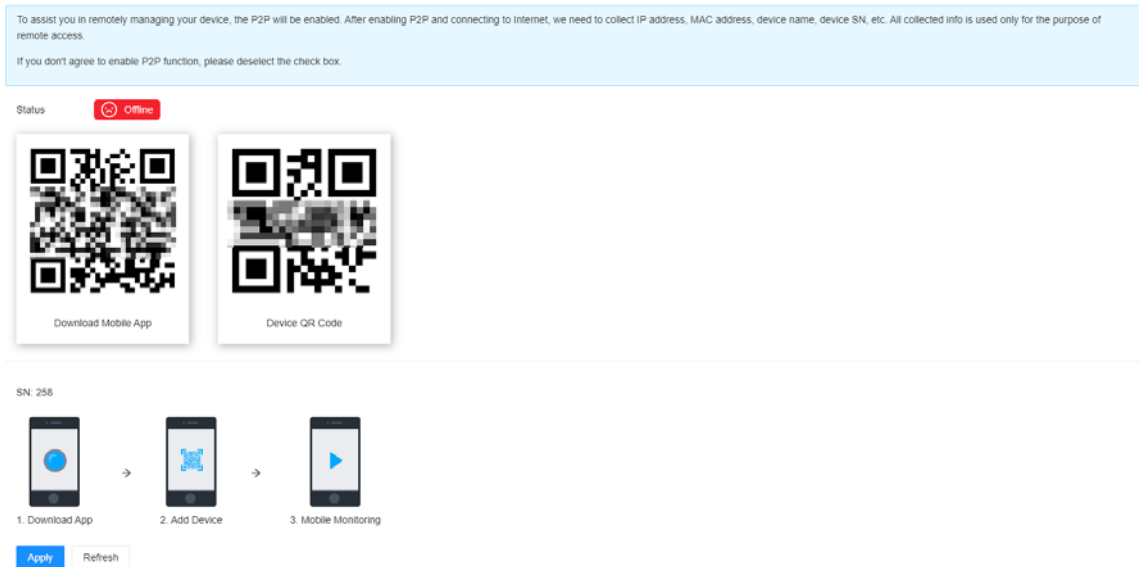 To assist you in remotely managing your device, the P2P will be enabled. After enabling P2P and connecting to Internet, we need to collect IP address, MAC address, device name, device SN, etc. All collected info is used only for the purpose of
remote access.
If you don't agree to enable P2P function, please deselect the check box.
Status Offline
Download Mobile App Device QR Code
SN: 258
1. Download App 2. Add Device 3. Mobile Monitoring
Apply Refresh